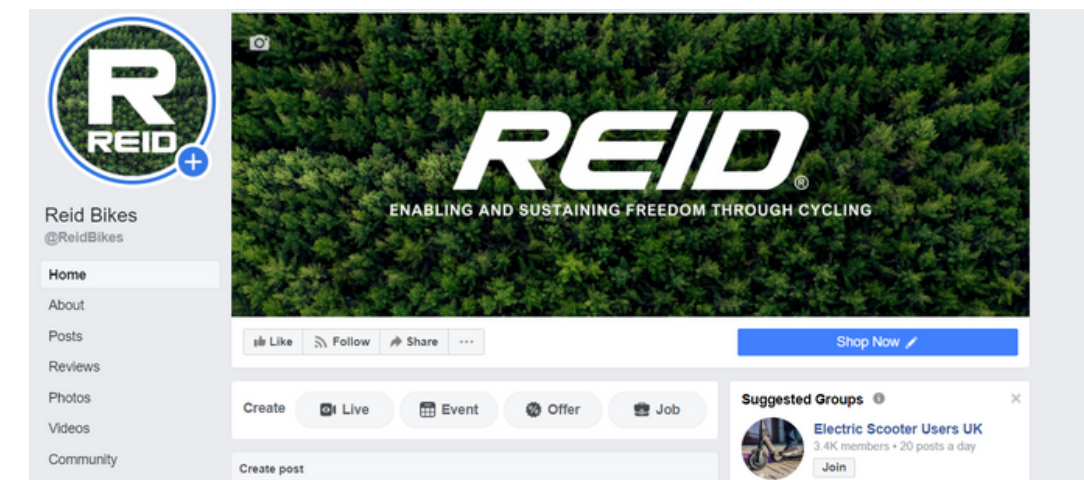 R
REID
Reid Bikes
@ReidBikes
Home
About
Posts
Reviews
Photos
Videos
Community
REID®
ENABLING AND SUSTAINING FREEDOM THROUGH CYCLING
Like Follow Share ...
Shop Now
Create Live Event Offer Job
Create post
Suggested Groups
Electric Scooter Users UK
3.4K members • 20 posts a day
Join